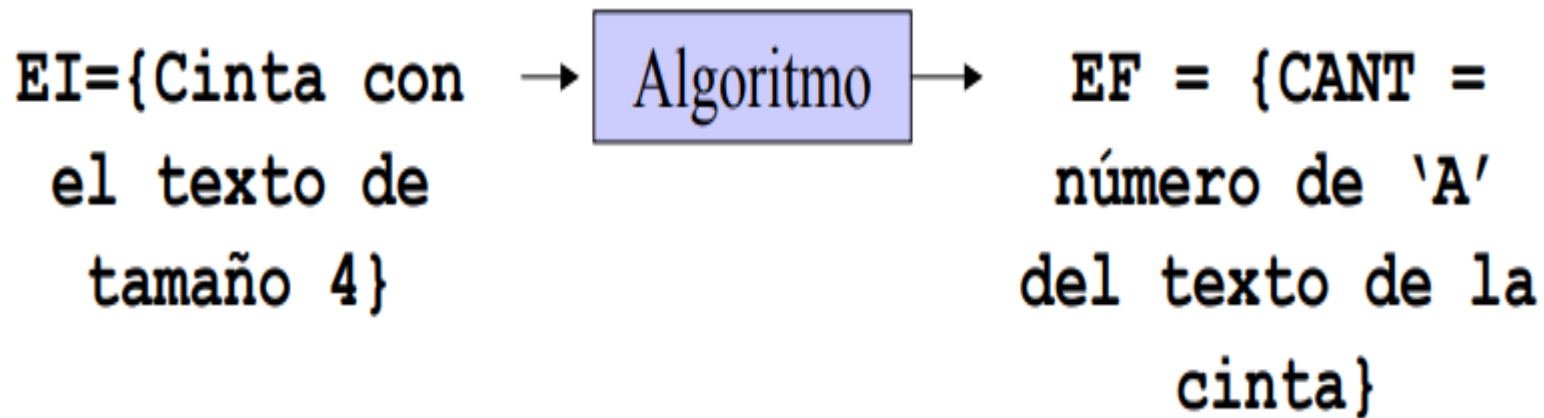 EI={Cinta con
el texto de
tamaño 4}
Algoritmo
EF = {CANT =
número de ‘A’
del texto de la
cinta}